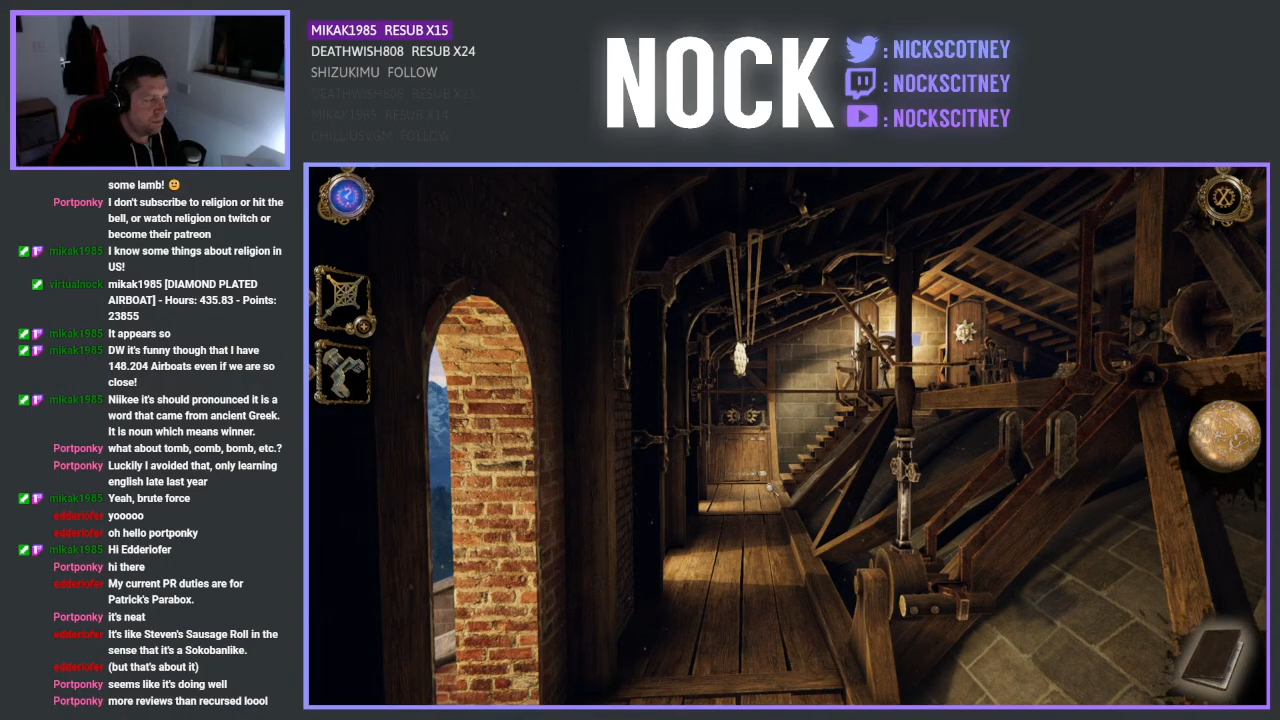 MIKAK1985 RESUB X15
DEATHWISH808 RESUB X24
SHIZUKIMU FOLLOW
DEATHWISH808 RESUB X23
MIKAK1985 RESUB X14
CHILLIUSVGM FOLLOW
NOCK
: NICKSCOTNEY
: NOCKSCITNEY
: NOCKSCITNEY
some lamb!
Portponky I don't subscribe to religion or hit the
bell, or watch religion on twitch or
become their patreon
mikak1985 I know some things about religion in
US!
virtualnock mikak1985 [DIAMOND PLATED
AIRBOAT] - Hours: 435.83 - Points:
23855
mikak1985 It appears so
mikak1985 DW it's funny though that I have
148.204 Airboats even if we are so
close!
mikak1985 Niikee it's should pronounced it is a
word that came from ancient Greek.
It is noun which means winner.
Portponky what about tomb, comb, bomb, etc.?
Portponky Luckily I avoided that, only learning
english late last year
mikak1985 Yeah, brute force
edderiofer yooooo
edderiofer oh hello portponky
mikak1985 Hi Edderiofer
Portponky hi there
edderiofer My current PR duties are for
Patrick's Parabox.
Portponky it's neat
edderiofer It's like Steven's Sausage Roll in the
sense that it's a Sokobanlike.
edderiofer (but that's about it)
Portponky seems like it's doing well
Portponky more reviews than recursed loool